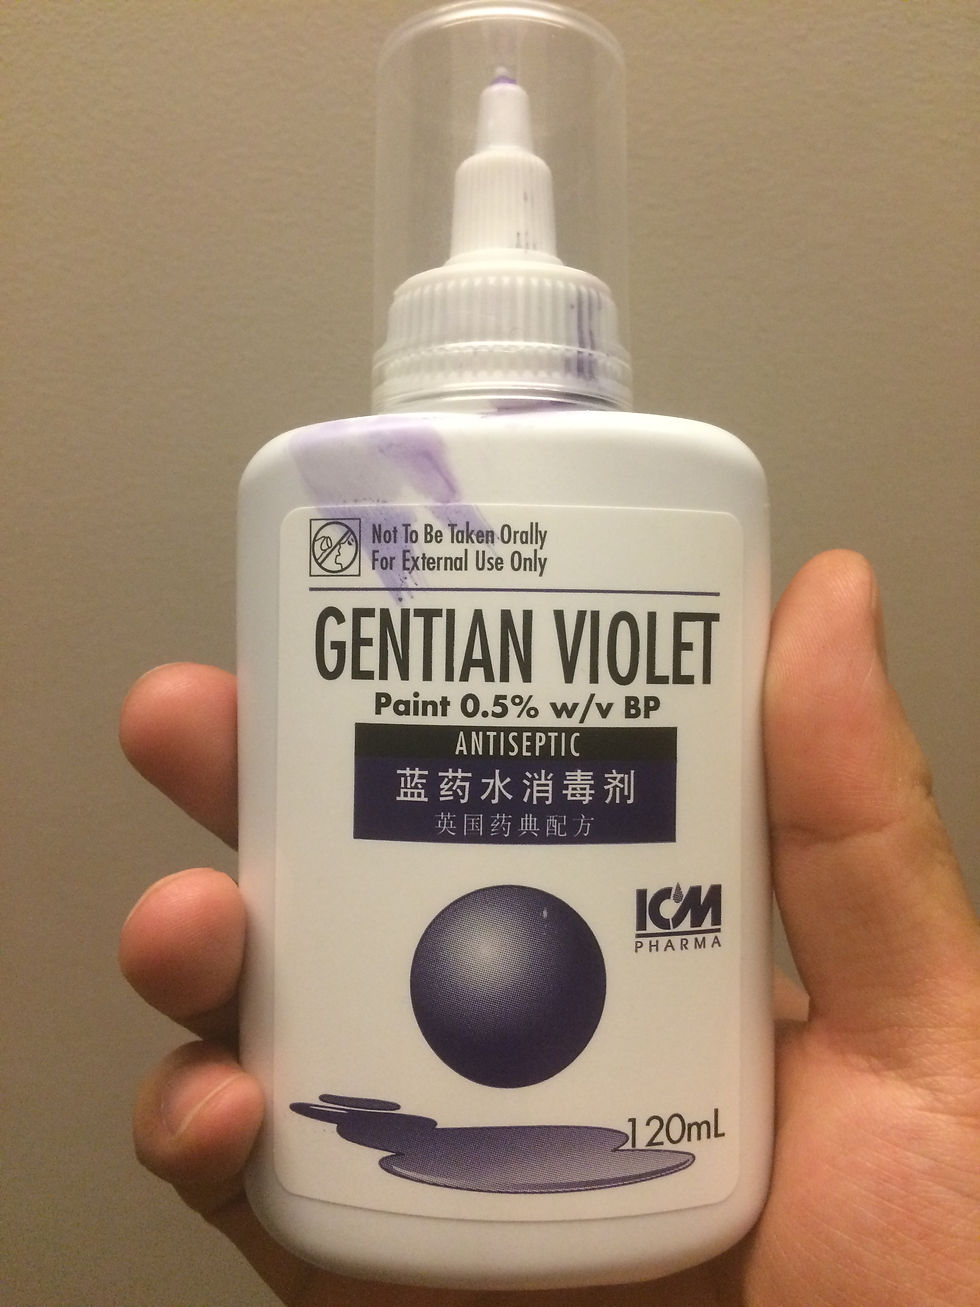 Not To Be Taken Orally
For External Use Only
GENTIAN VIOLET
Paint 0.5% w/v BP
ANTISEPTIC
蓝药水消毒剂
英国药典配方
ICM
PHARMA
120mL